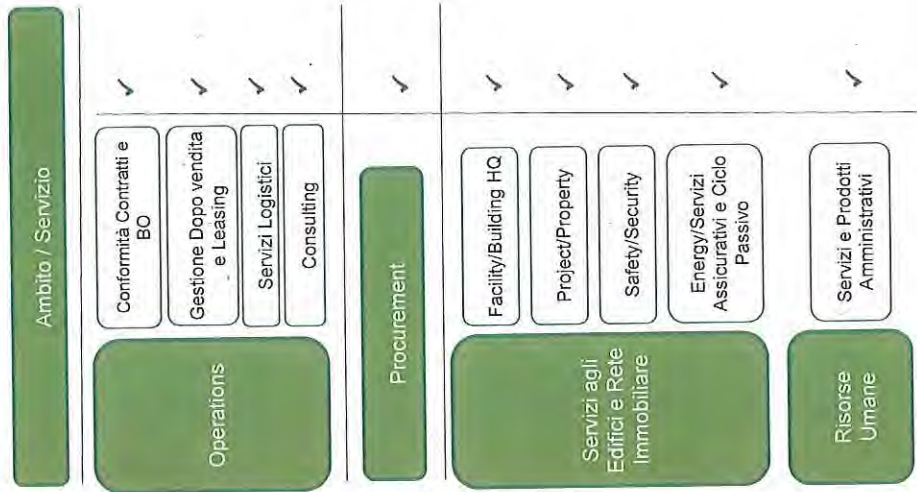 Ambito / Servizio
Operations
Conformità Contratti e
BO
✓
Gestione Dopo vendita
e Leasing
✓
Servizi Logistici
✓
Consulting
✓
Procurement
✓
Servizi agli
Edifici e Rete
Immobiliare
Facility/Building HQ
✓
Project/Property
✓
Safety/Security
✓
Energy/Servizi
Assicurativi e Ciclo
Passivo
✓
Risorse
Umane
Servizi e Prodotti
Amministrativi
✓